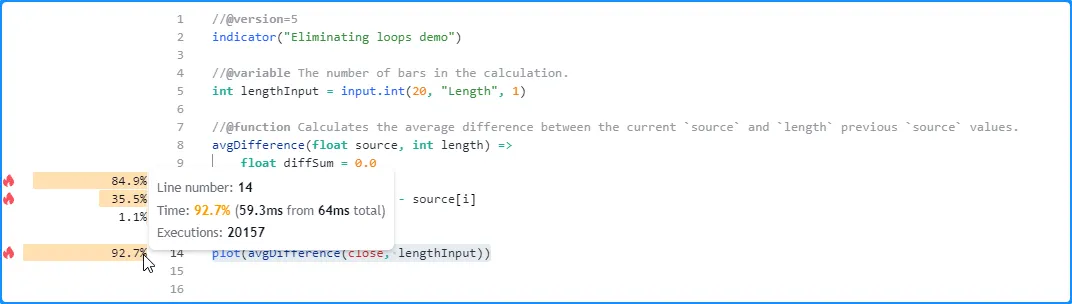 1 //@version=5
2 indicator("Eliminating loops demo")
3
4 //@variable The number of bars in the calculation.
5 int lengthInput = input.int(20, "Length", 1)
6
7 //@function Calculates the average difference between the current `source` and `length` previous `source` values.
8 avgDifference(float source, int length) =>
9 float diffSum = 0.0
84.9%
35.5% - source[i]
1.1%
Line number: 14
Time: 92.7% (59.3ms from 64ms total)
Executions: 20157
92.7% 14 plot(avgDifference(close, lengthInput))
15
16